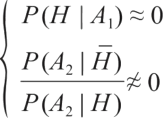 P(H | A₁) ≈ 0
P(A₂ | H̅) / P(A₂ | H) ≉ 0